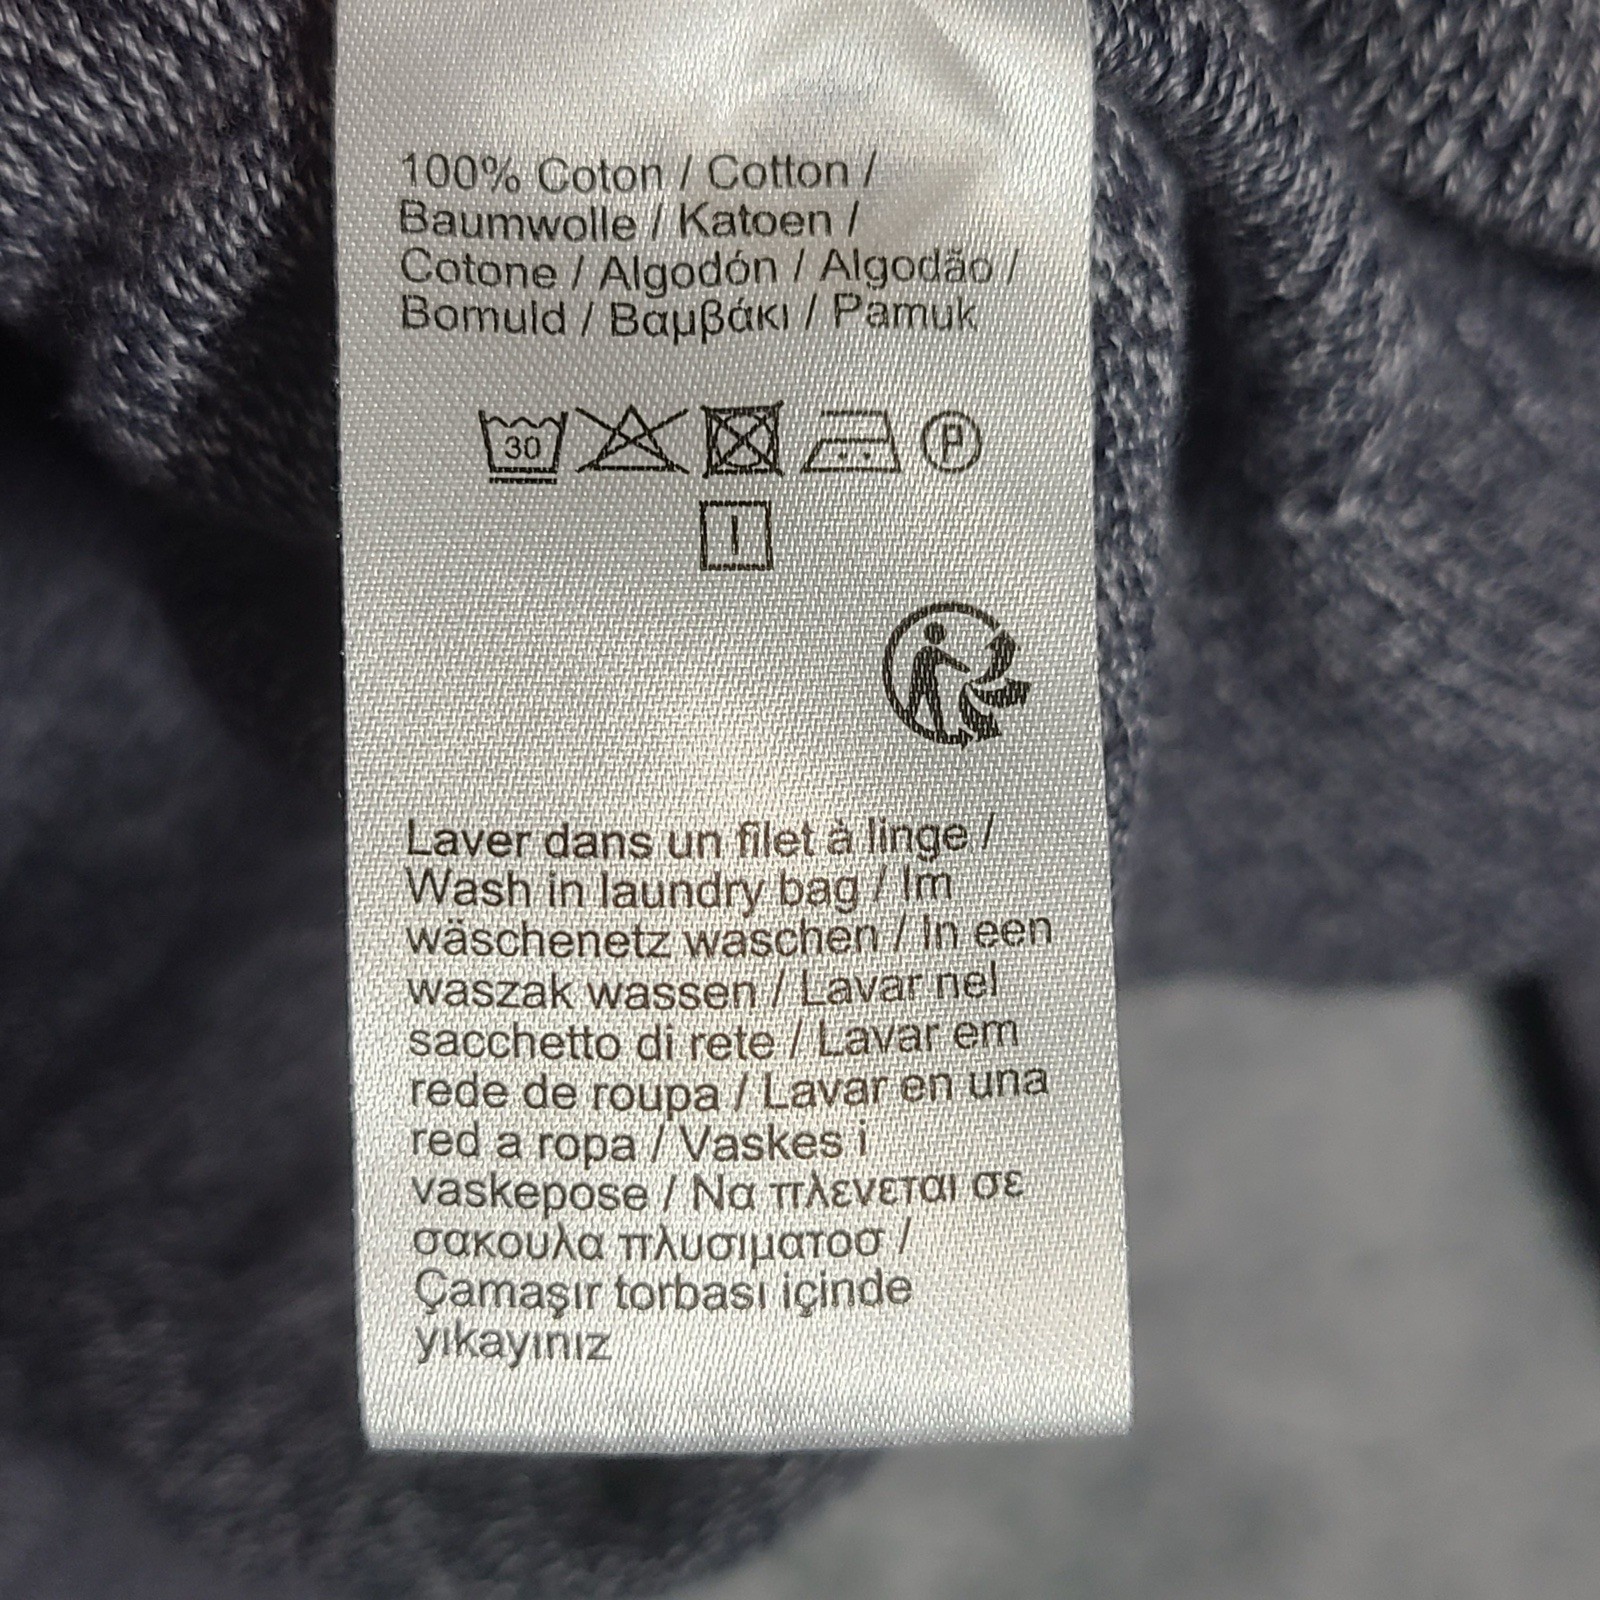 100% Coton / Cotton /
Baumwolle / Katoen /
Cotone / Algodón / Algodão /
Bomuld / Βαμβάκι / Pamuk
30
P
Laver dans un filet à linge /
Wash in laundry bag / Im
wäschenetz waschen / In een
waszak wassen / Lavar nel
sacchetto di rete / Lavar em
rede de roupa / Lavar en una
red a ropa / Vaskes i
vaskepose / Να πλενεται σε
σακουλα πλυσιματοσ /
Çamaşır torbası içinde
yıkayınız